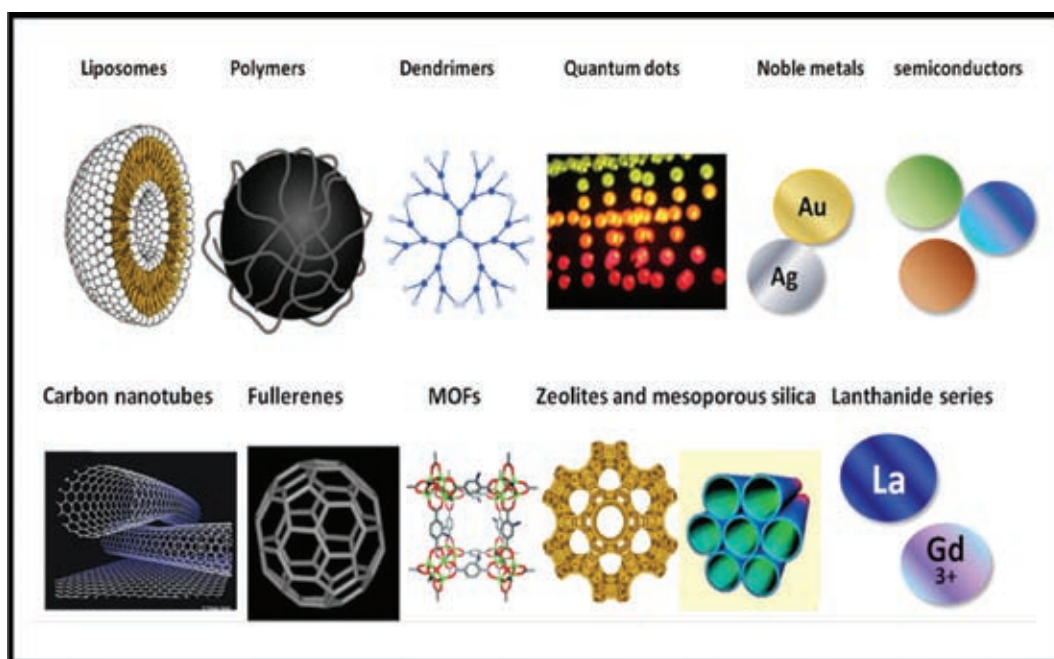 Liposomes Polymers Dendrimers Quantum dots Noble metals semiconductors
Au
Ag
Carbon nanotubes Fullerenes MOFs Zeolites and mesoporous silica Lanthanide series
La
Gd
3+